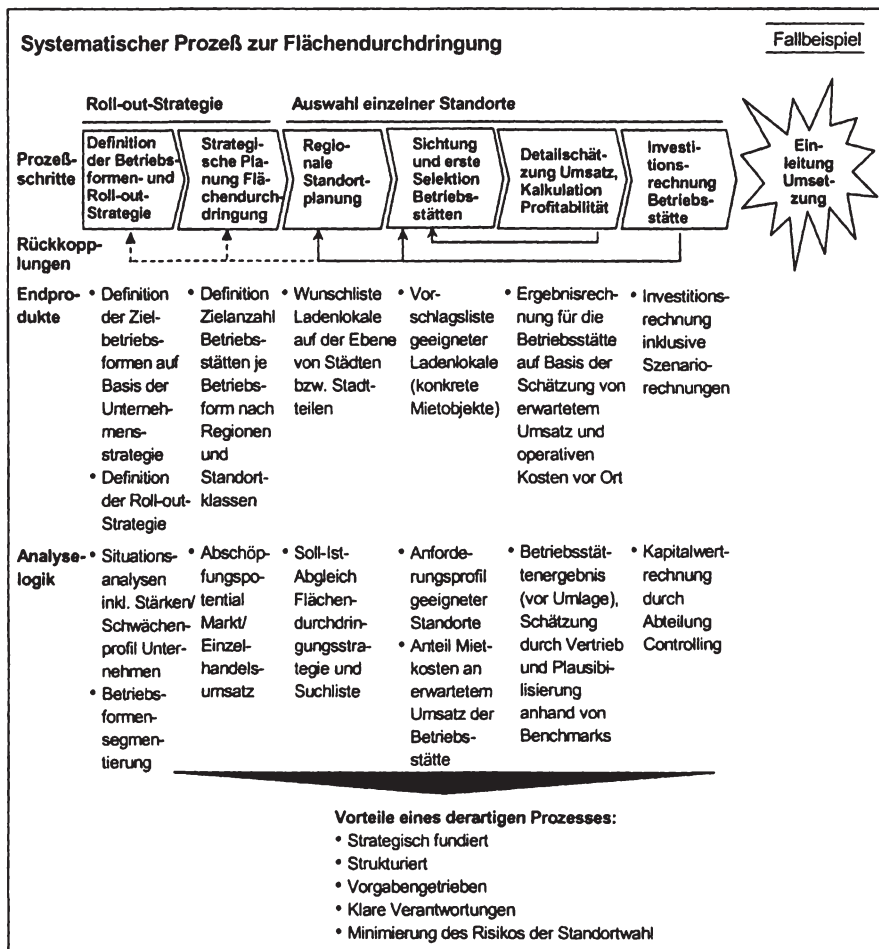 Systematischer Prozeß zur Flächendurchdringung
Fallbeispiel
Roll-out-Strategie
Auswahl einzelner Standorte
Prozeß-
schritte
Definition
der Betriebs-
formen- und
Roll-out-
Strategie
Strateg-
ische Pla-
nung Flä-
chendurch-
dringung
Regio-
nale
Standort-
planung
Sichtung
und erste
Selektion
Betriebs-
stätten
Detailschät-
zung Umsatz,
Kalkulation
Profitabilität
Investi-
tions-
rechnung
Betriebs-
stätte
Ein-
leitung
Umset-
zung
Rückkopp-
lungen
Endpro-
dukte
• Definition
der Ziel-
betriebs-
formen auf
Basis der
Unterneh-
mens-
strategie
• Definition
der Roll-out-
Strategie
• Definition
Zielanzahl
Betriebs-
stätten je
Betriebs-
form nach
Regionen
und
Standort-
klassen
• Wunschliste
Ladenlokale
auf der Ebene
von Städten
bzw. Stadt-
teilen
• Vor-
schlagsliste
geeigneter
Ladenlokale
(konkrete
Mietobjekte)
• Ergebnisrech-
nung für die
Betriebsstätte
auf Basis der
Schätzung von
erwartetem
Umsatz und
operativen
Kosten vor Ort
• Investitions-
rechnung
inklusive
Szenario-
rechnungen
Analyse-
logik
• Situations-
analysen
inkl. Stärken/
Schwächen-
profil Unter-
nehmen
• Betriebs-
formen-
segmen-
tierung
• Abschöp-
fungspo-
tential
Markt/
Einzel-
handels-
umsatz
• Soll-Ist-
Abgleich
Flächen-
durchdrin-
gungsstra-
tegie und
Suchliste
• Anforde-
rungsprofil
geeigneter
Standorte
• Anteil Miet-
kosten an
erwartetem
Umsatz der
Betriebs-
stätte
• Betriebsstät-
tenergebnis
(vor Umlage),
Schätzung
durch Vertrieb
und Plausibi-
lisierung
anhand von
Benchmarks
• Kapitalwert-
rechnung
durch
Abteilung
Controlling
Vorteile eines derartigen Prozesses:
• Strategisch fundiert
• Strukturiert
• Vorgabengetrieben
• Klare Verantwortungen
• Minimierung des Risikos der Standortwahl